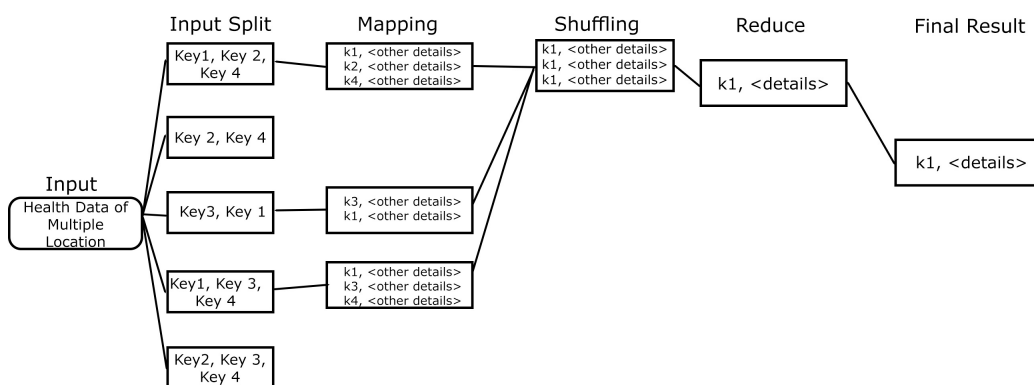 Input Split
Mapping
Shuffling
Reduce
Final Result
Key1, Key 2,
Key 4
k1, <other details>
k2, <other details>
k4, <other details>
k1, <other details>
k1, <other details>
k1, <other details>
k1, <details>
Key 2, Key 4
k1, <details>
Input
Health Data of
Multiple
Location
Key3, Key 1
k3, <other details>
k1, <other details>
Key1, Key 3,
Key 4
k1, <other details>
k3, <other details>
k4, <other details>
Key2, Key 3,
Key 4